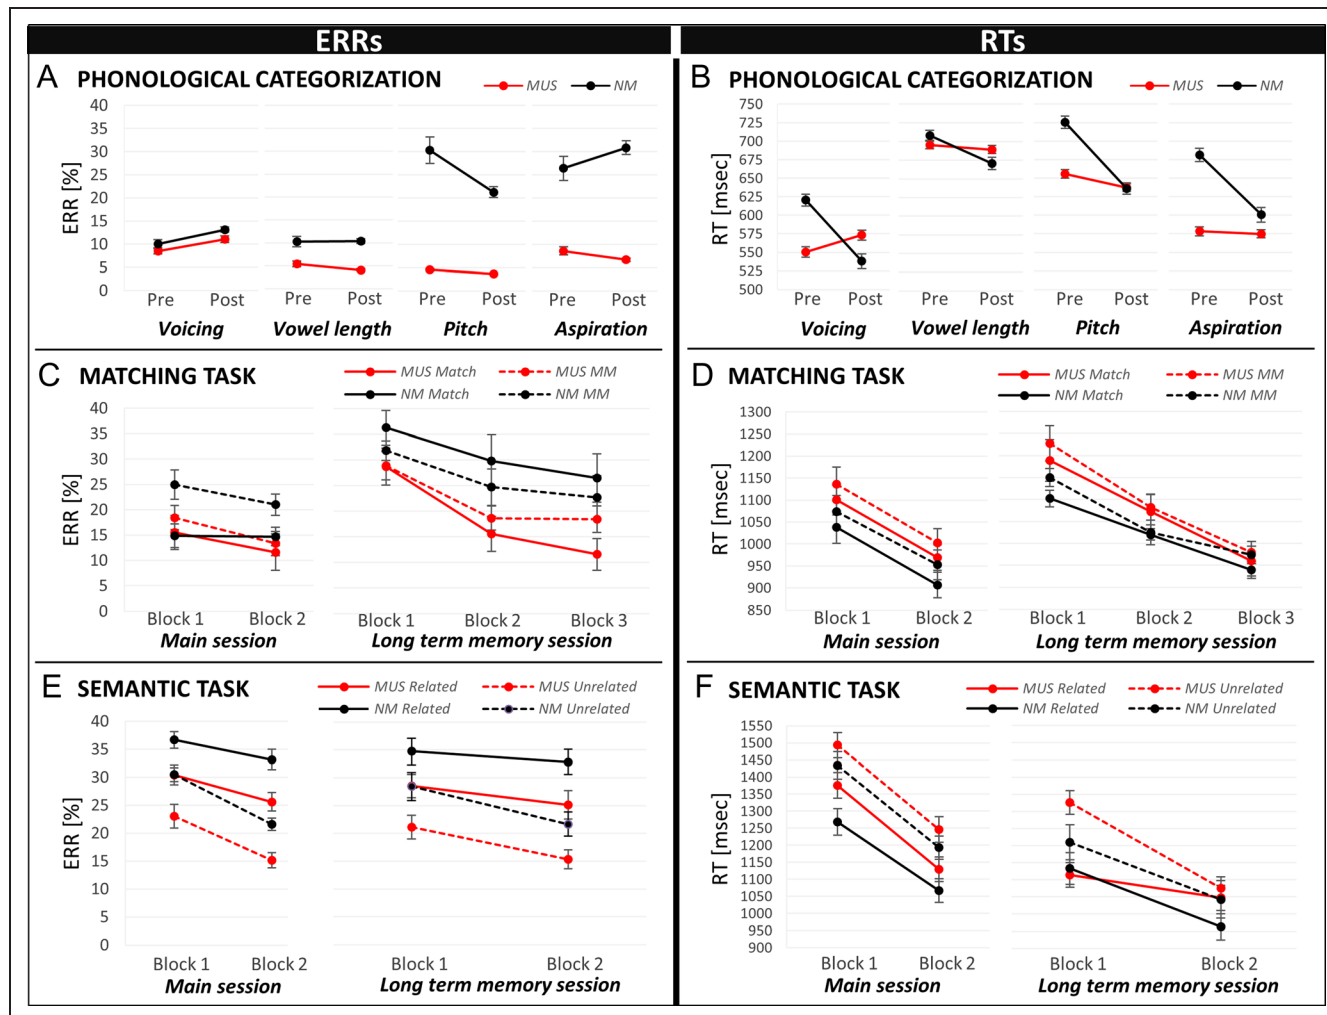 ERRs
RTs
A PHONOLOGICAL CATEGORIZATION
MUS NM
ERR [%]
40
35
30
25
20
15
10
5
0
Pre Post Pre Post Pre Post Pre Post
Voicing Vowel length Pitch Aspiration
B PHONOLOGICAL CATEGORIZATION
MUS NM
RT [msec]
750
725
700
675
650
625
600
575
550
525
500
Pre Post Pre Post Pre Post Pre Post
Voicing Vowel length Pitch Aspiration
C MATCHING TASK
MUS Match MUS MM
NM Match NM MM
ERR [%]
40
35
30
25
20
15
10
5
0
Block 1 Block 2 Block 1 Block 2 Block 3
Main session Long term memory session
D MATCHING TASK
MUS Match MUS MM
NM Match NM MM
RT [msec]
1300
1250
1200
1150
1100
1050
1000
950
900
850
Block 1 Block 2 Block 1 Block 2 Block 3
Main session Long term memory session
E SEMANTIC TASK
MUS Related MUS Unrelated
NM Related NM Unrelated
ERR [%]
40
35
30
25
20
15
10
5
0
Block 1 Block 2 Block 1 Block 2
Main session Long term memory session
F SEMANTIC TASK
MUS Related MUS Unrelated
NM Related NM Unrelated
RT [msec]
1550
1500
1450
1400
1350
1300
1250
1200
1150
1100
1050
1000
950
900
Block 1 Block 2 Block 1 Block 2
Main session Long term memory session